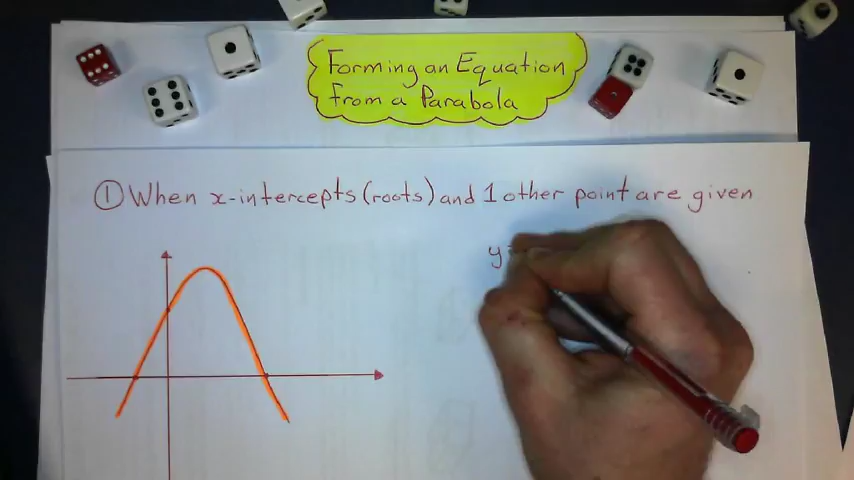 Forming an Equation
from a Parabola
① When x-intercepts (roots) and 1 other point are given
y=